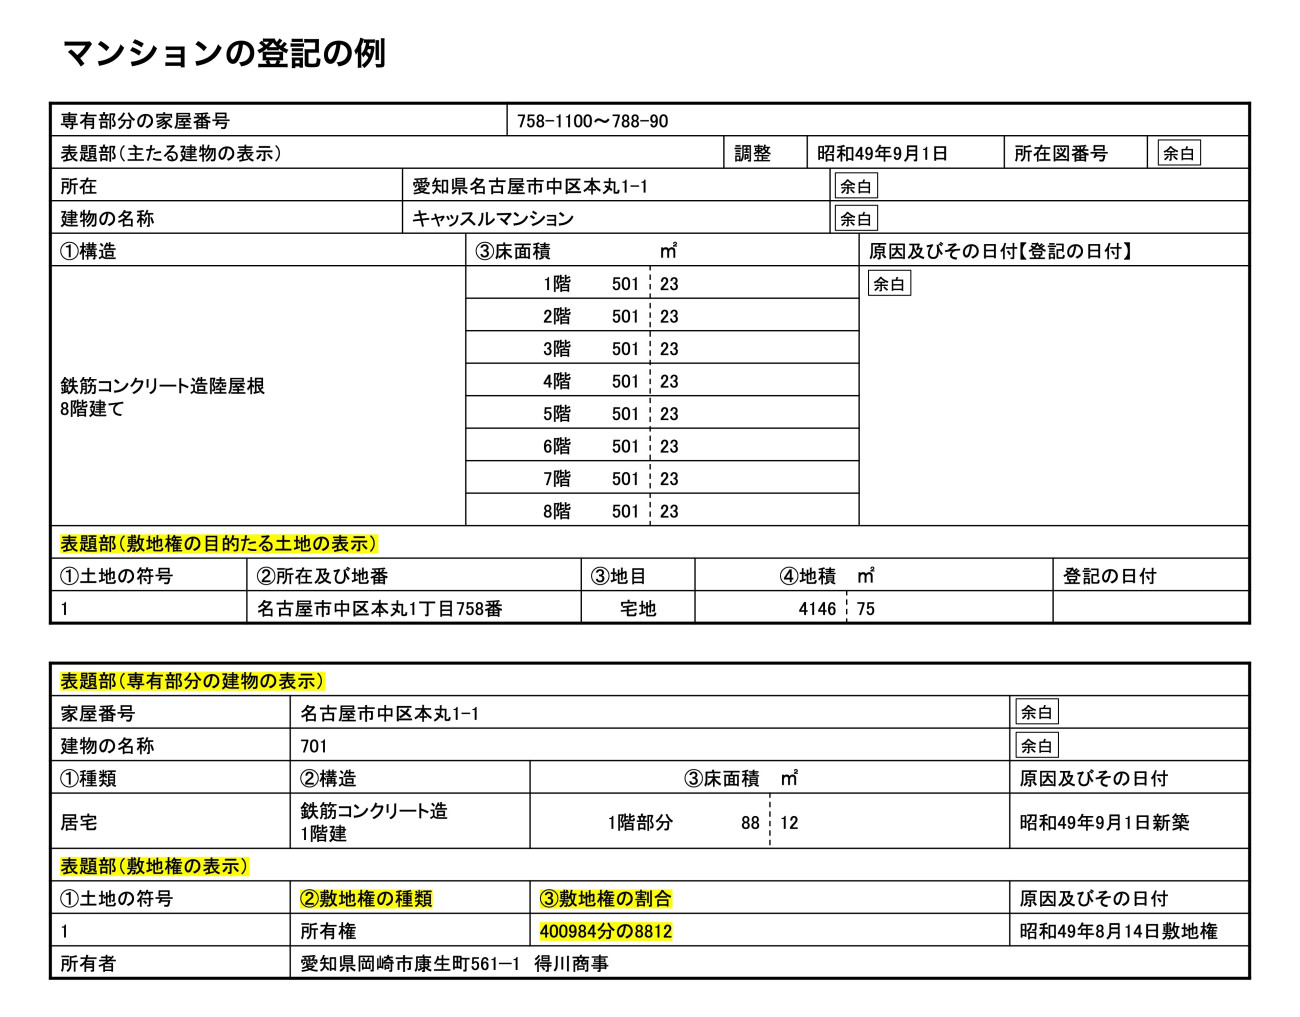 マンションの登記の例
専有部分の家屋番号 758-1100〜788-90
表題部(主たる建物の表示) 調整 昭和49年9月1日 所在図番号 余白
所在 愛知県名古屋市中区本丸1-1 余白
建物の名称 キャッスルマンション 余白
①構造 ③床面積 ㎡ 原因及びその日付【登記の日付】
1階 501 23 余白
2階 501 23
3階 501 23
鉄筋コンクリート造陸屋根
8階建て
4階 501 23
5階 501 23
6階 501 23
7階 501 23
8階 501 23
表題部(敷地権の目的たる土地の表示)
①土地の符号 ②所在及び地番 ③地目 ④地積 ㎡ 登記の日付
1 名古屋市中区本丸1丁目758番 宅地 4146 75
表題部(専有部分の建物の表示)
家屋番号 名古屋市中区本丸1-1 余白
建物の名称 701 余白
①種類 ②構造 ③床面積 ㎡ 原因及びその日付
居宅 鉄筋コンクリート造
1階建 1階部分 88 12 昭和49年9月1日新築
表題部(敷地権の表示)
①土地の符号 ②敷地権の種類 ③敷地権の割合 原因及びその日付
1 所有権 400984分の8812 昭和49年8月14日敷地権
所有者 愛知県岡崎市康生町561−1 得川商事